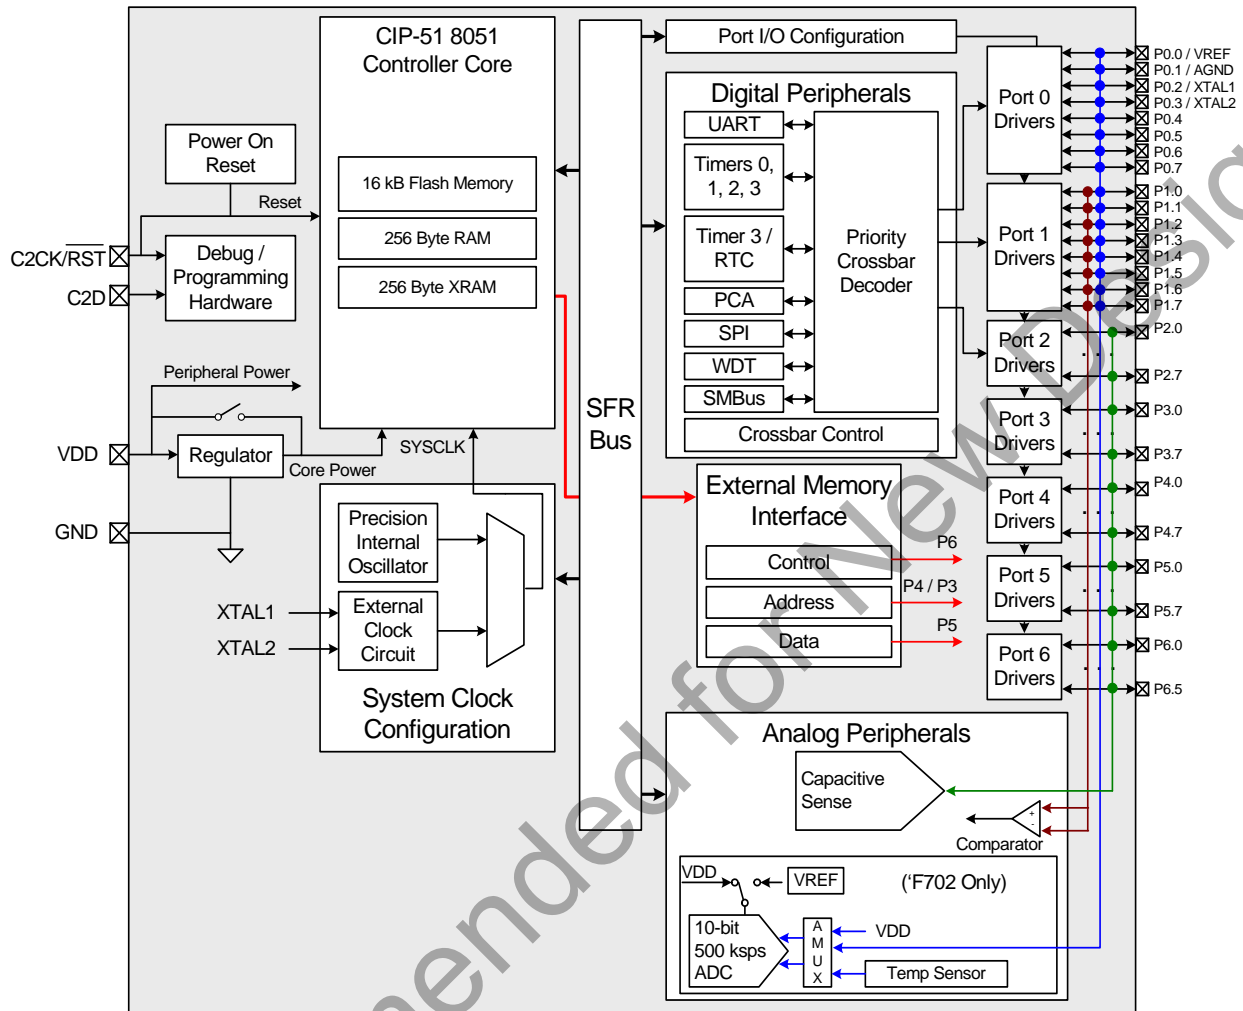 CIP-51 8051
Controller Core
Power On
Reset
Reset
16 kB Flash Memory
256 Byte RAM
256 Byte XRAM
C2CK/RST
C2D
Debug /
Programming
Hardware
Peripheral Power
VDD
Regulator
Core Power
SYSCLK
GND
Precision
Internal
Oscillator
XTAL1
XTAL2
External
Clock
Circuit
System Clock
Configuration
SFR
Bus
Port I/O Configuration
Digital Peripherals
UART
Timers 0,
1, 2, 3
Timer 3 /
RTC
PCA
SPI
WDT
SMBus
Priority
Crossbar
Decoder
Crossbar Control
External Memory
Interface
Control
Address
Data
P6
P4 / P3
P5
Port 0
Drivers
Port 1
Drivers
Port 2
Drivers
Port 3
Drivers
Port 4
Drivers
Port 5
Drivers
Port 6
Drivers
P0.0 / VREF
P0.1 / AGND
P0.2 / XTAL1
P0.3 / XTAL2
P0.4
P0.5
P0.6
P0.7
P1.0
P1.1
P1.2
P1.3
P1.4
P1.5
P1.6
P1.7
P2.0
P2.7
P3.0
P3.7
P4.0
P4.7
P5.0
P5.7
P6.0
P6.5
Analog Peripherals
Capacitive
Sense
+
-
Comparator
VDD
VREF
('F702 Only)
10-bit
500 ksps
ADC
A
M
U
X
VDD
Temp Sensor
mended for New Desig